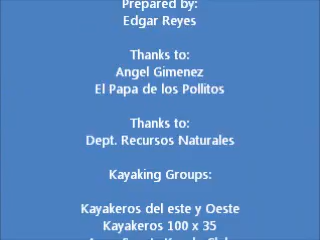 Prepared by:
Edgar Reyes
Thanks to:
Angel Gimenez
El Papa de los Pollitos
Thanks to:
Dept. Recursos Naturales
Kayaking Groups:
Kayakeros del este y Oeste
Kayakeros 100 x 35